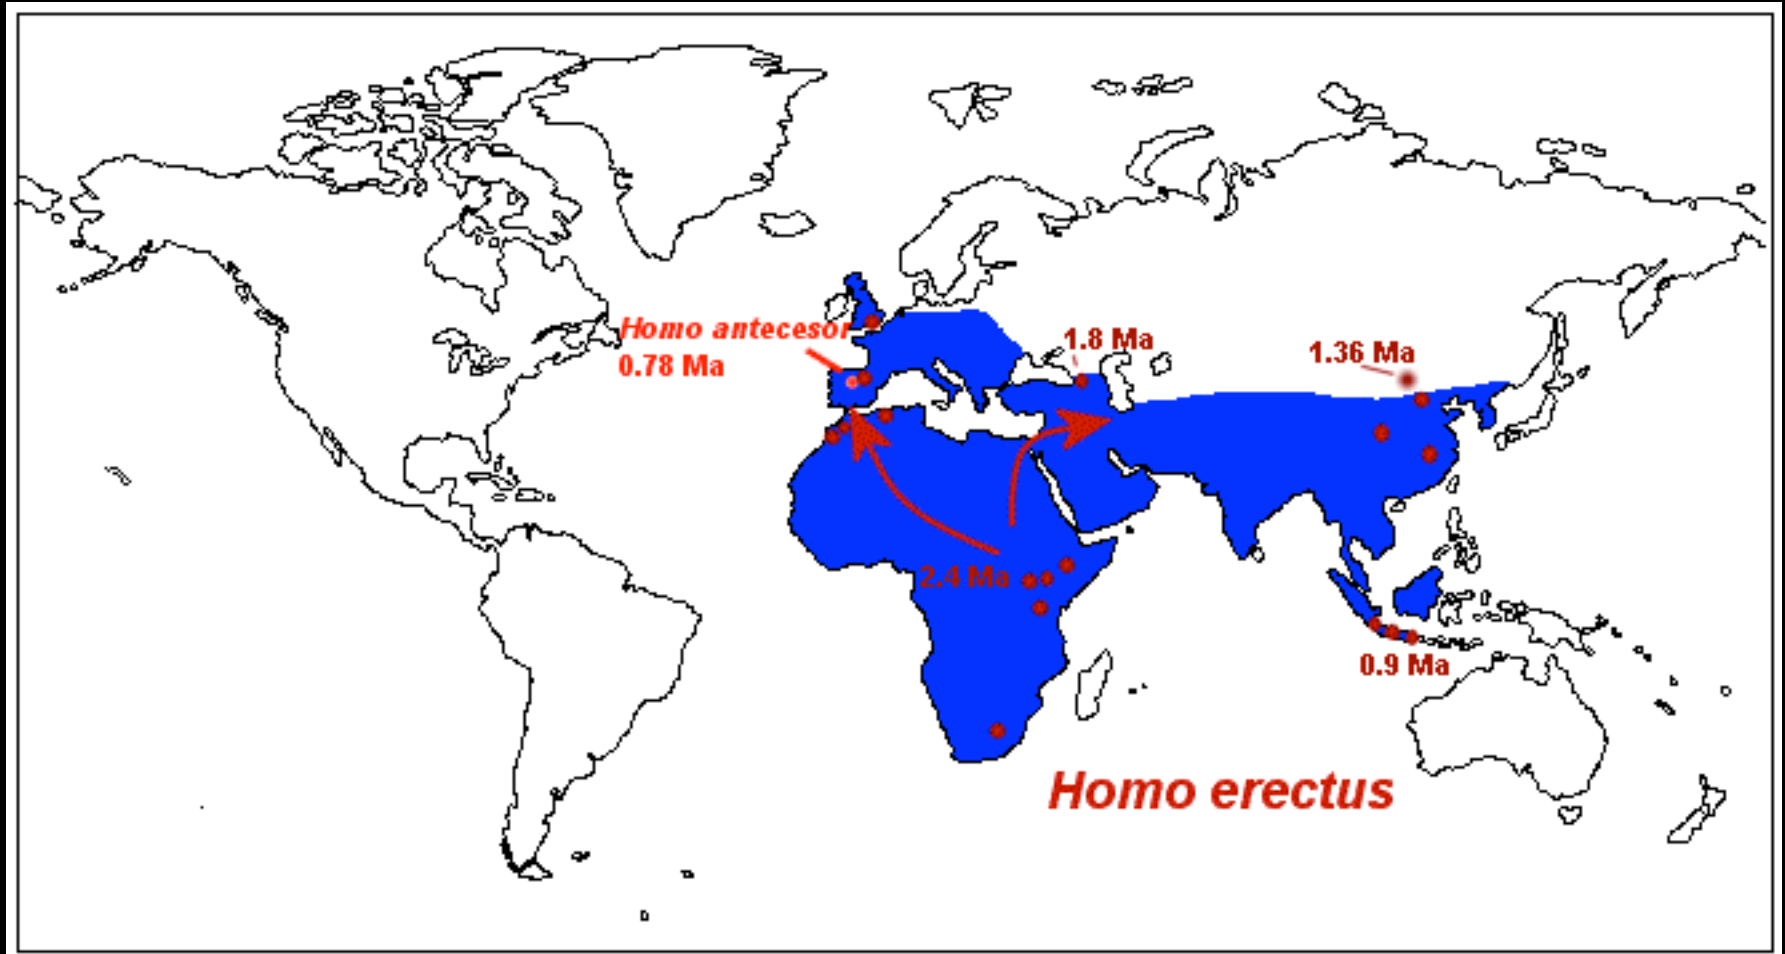 Homo antecesor
0.78 Ma
1.8 Ma
1.36 Ma
2.4 Ma
0.9 Ma
Homo erectus